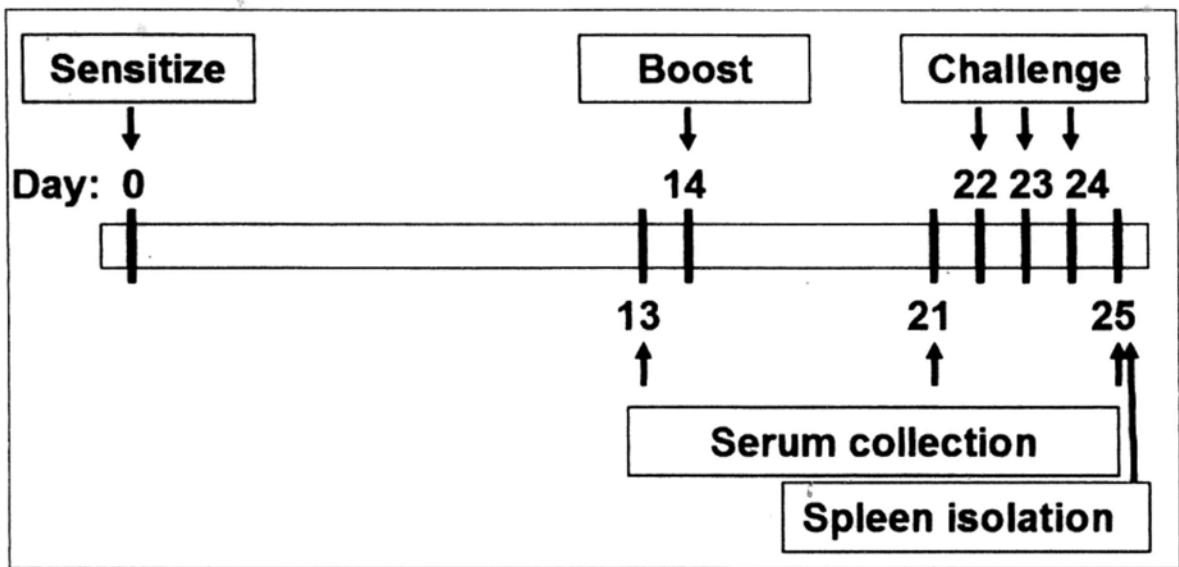 Sensitize Boost Challenge
Day: 0 14 22 23 24
13 21 25
Serum collection
Spleen isolation